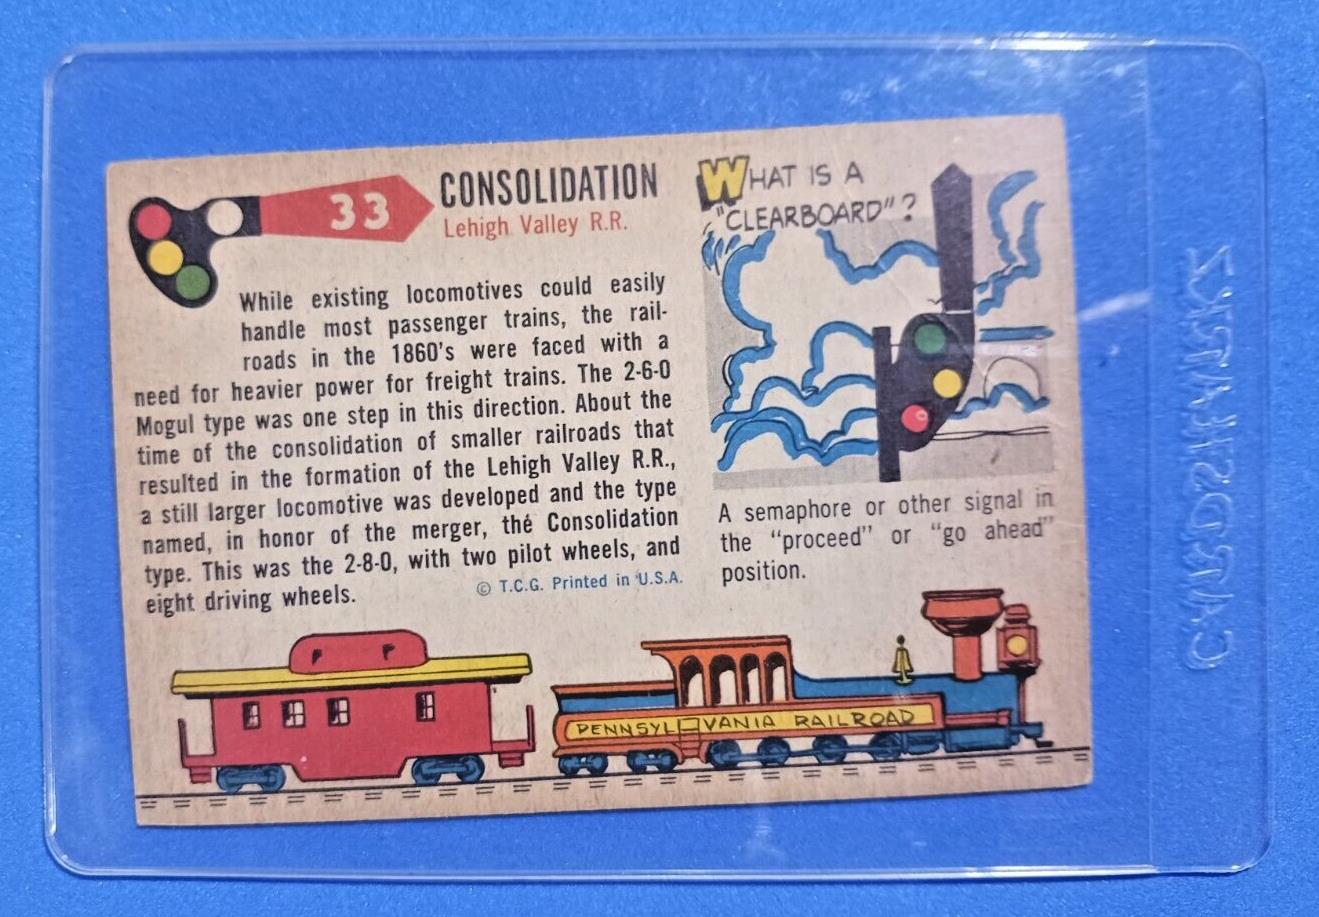 33
CONSOLIDATION
Lehigh Valley R.R.
While existing locomotives could easily
handle most passenger trains, the rail-
roads in the 1860's were faced with a
need for heavier power for freight trains. The 2-6-0
Mogul type was one step in this direction. About the
time of the consolidation of smaller railroads that
resulted in the formation of the Lehigh Valley R.R.,
a still larger locomotive was developed and the type
named, in honor of the merger, the Consolidation
type. This was the 2-8-0, with two pilot wheels, and
eight driving wheels.
© T.C.G. Printed in U.S.A.
WHAT IS A
"CLEARBOARD"?
A semaphore or other signal in
the "proceed" or "go ahead"
position.
PENNSYLVANIA RAILROAD